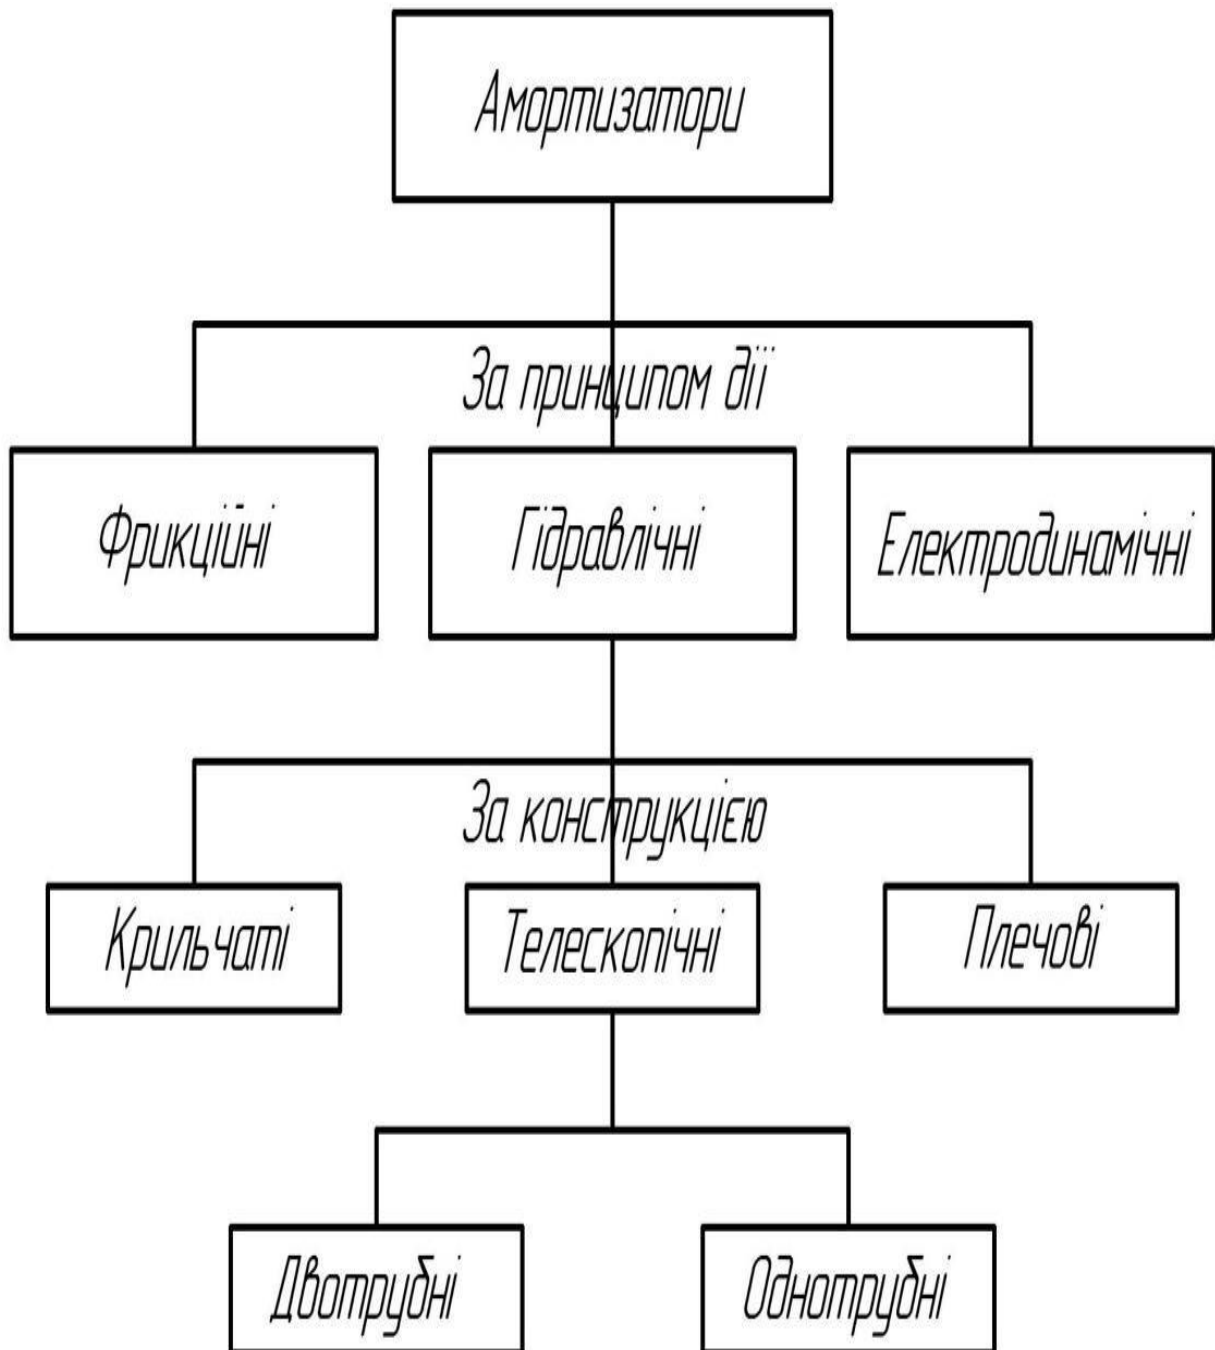 Амортизатори
За принципом дії
Фрикційні
Гідравлічні
Електродинамічні
За конструкцією
Крильчаті
Телескопічні
Плечові
Двотрубні
Однотрубні